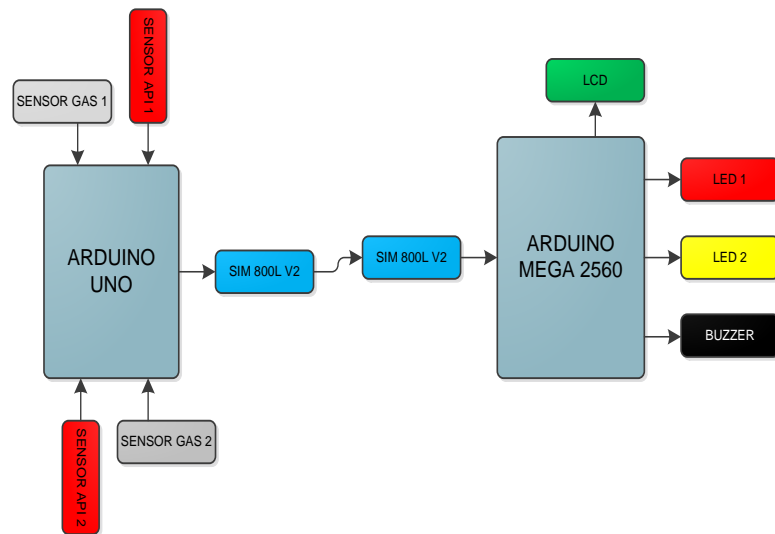 SENSOR API 1
SENSOR GAS 1
LCD
LED 1
ARDUINO
UNO
SIM 800L V2
SIM 800L V2
ARDUINO
MEGA 2560
LED 2
BUZZER
SENSOR API 2
SENSOR GAS 2